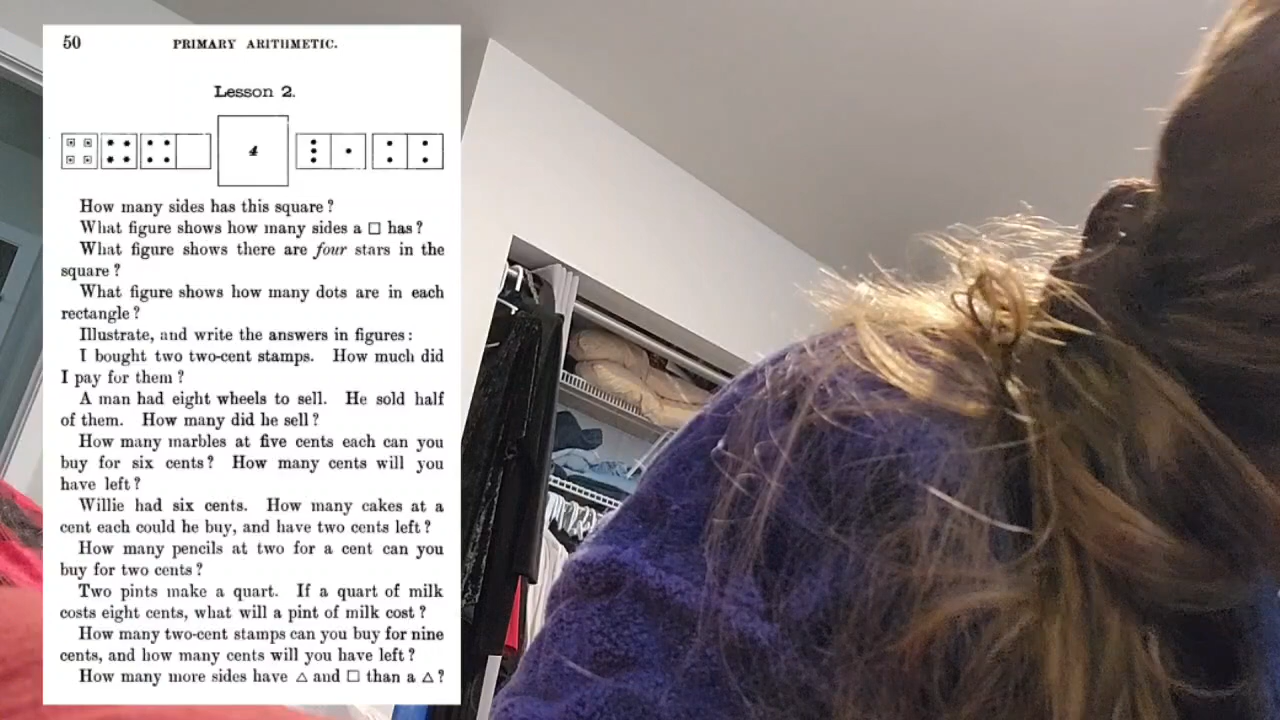 50
PRIMARY ARITHMETIC.
Lesson 2.
4
How many sides has this square?
What figure shows how many sides a □ has?
What figure shows there are four stars in the
square?
What figure shows how many dots are in each
rectangle?
Illustrate, and write the answers in figures:
I bought two two-cent stamps. How much did
I pay for them?
A man had eight wheels to sell. He sold half
of them. How many did he sell?
How many marbles at five cents each can you
buy for six cents? How many cents will you
have left?
Willie had six cents. How many cakes at a
cent each could he buy, and have two cents left?
How many pencils at two for a cent can you
buy for two cents?
Two pints make a quart. If a quart of milk
costs eight cents, what will a pint of milk cost?
How many two-cent stamps can you buy for nine
cents, and how many cents will you have left?
How many more sides have △ and □ than a △?